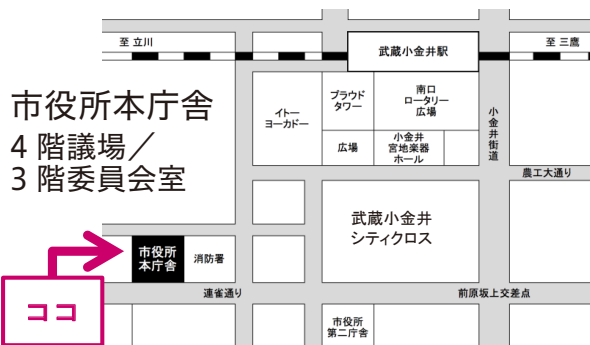 至 立川
武蔵小金井駅
至 三鷹
市役所本庁舎
4 階議場／
3 階委員会室
イトー
ヨーカドー
プラウド
タワー
南口
ロータリー
広場
広場
小金井
宮地楽器
ホール
小金井街道
農工大通り
武蔵小金井
シティクロス
市役所
本庁舎
消防署
ココ
連雀通り
前原坂上交差点
市役所
第二庁舎